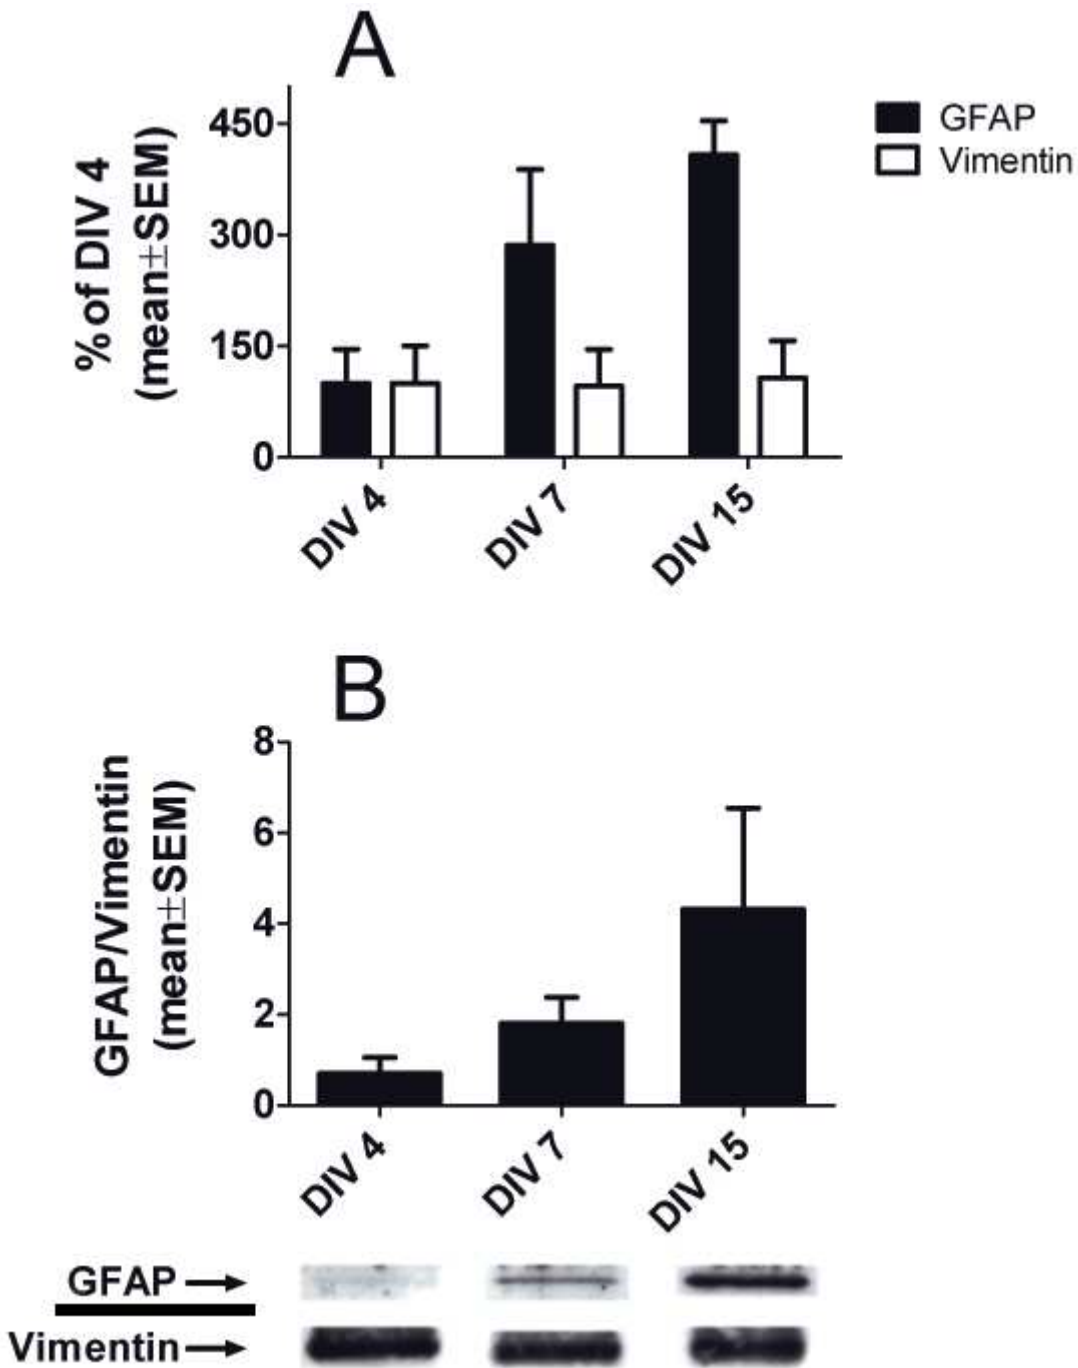 A
% of DIV 4
(mean±SEM)
450
300
150
0
DIV 4
DIV 7
DIV 15
GFAP
Vimentin
B
GFAP/Vimentin
(mean±SEM)
8
6
4
2
0
DIV 4
DIV 7
DIV 15
GFAP
Vimentin